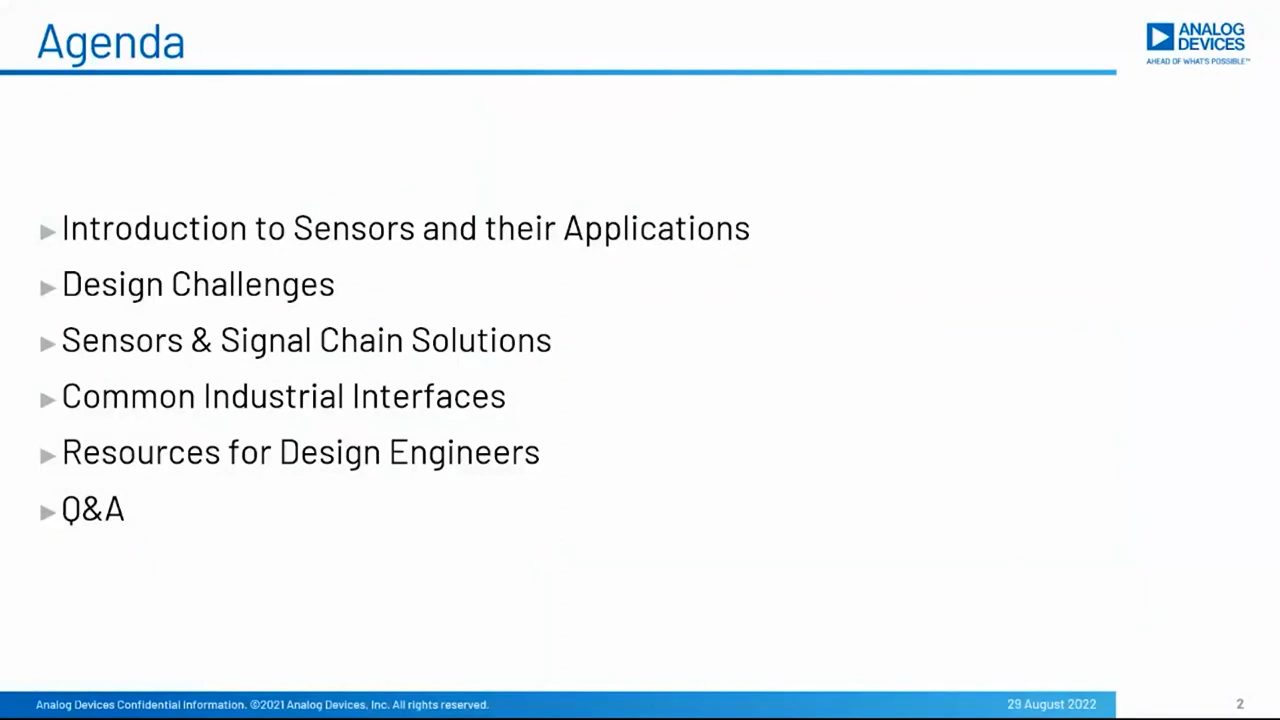 Agenda
ANALOG
DEVICES
AHEAD OF WHAT'S POSSIBLE™
Introduction to Sensors and their Applications
Design Challenges
Sensors & Signal Chain Solutions
Common Industrial Interfaces
Resources for Design Engineers
Q&A
Analog Devices Confidential Information. ©2021 Analog Devices, Inc. All rights reserved.
29 August 2022
2